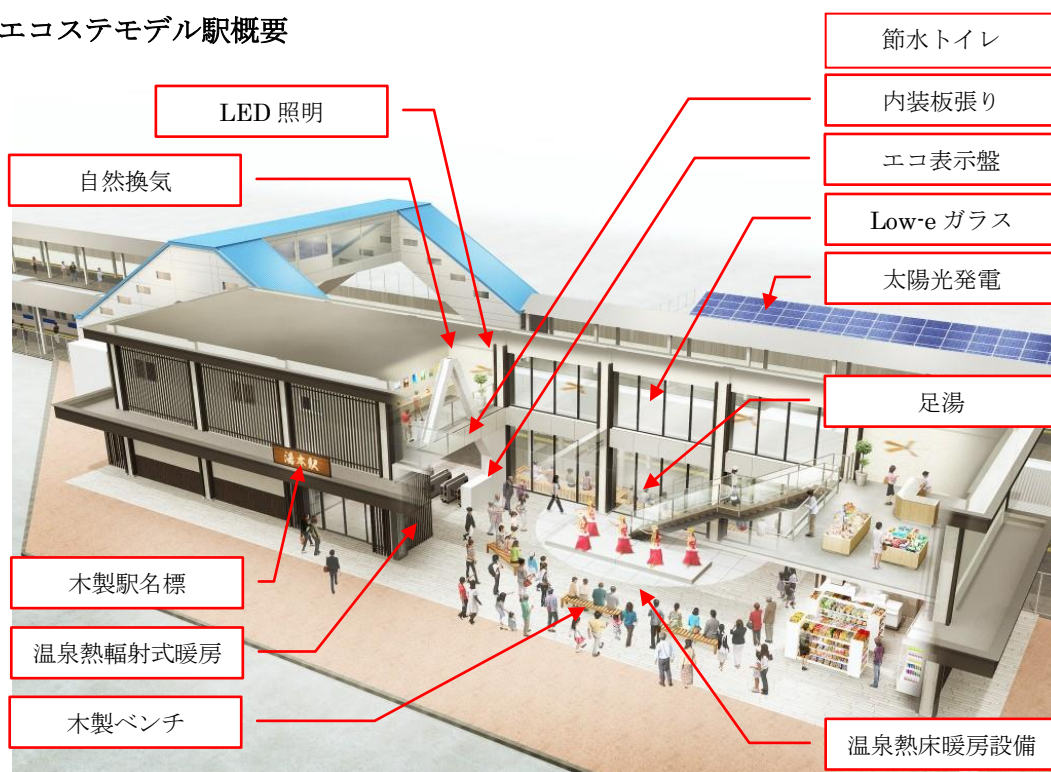 エコステモデル駅概要
節水トイレ
LED 照明
内装板張り
自然換気
エコ表示盤
Low-e ガラス
太陽光発電
足湯
湯本駅
木製駅名標
温泉熱輻射式暖房
木製ベンチ
温泉熱床暖房設備